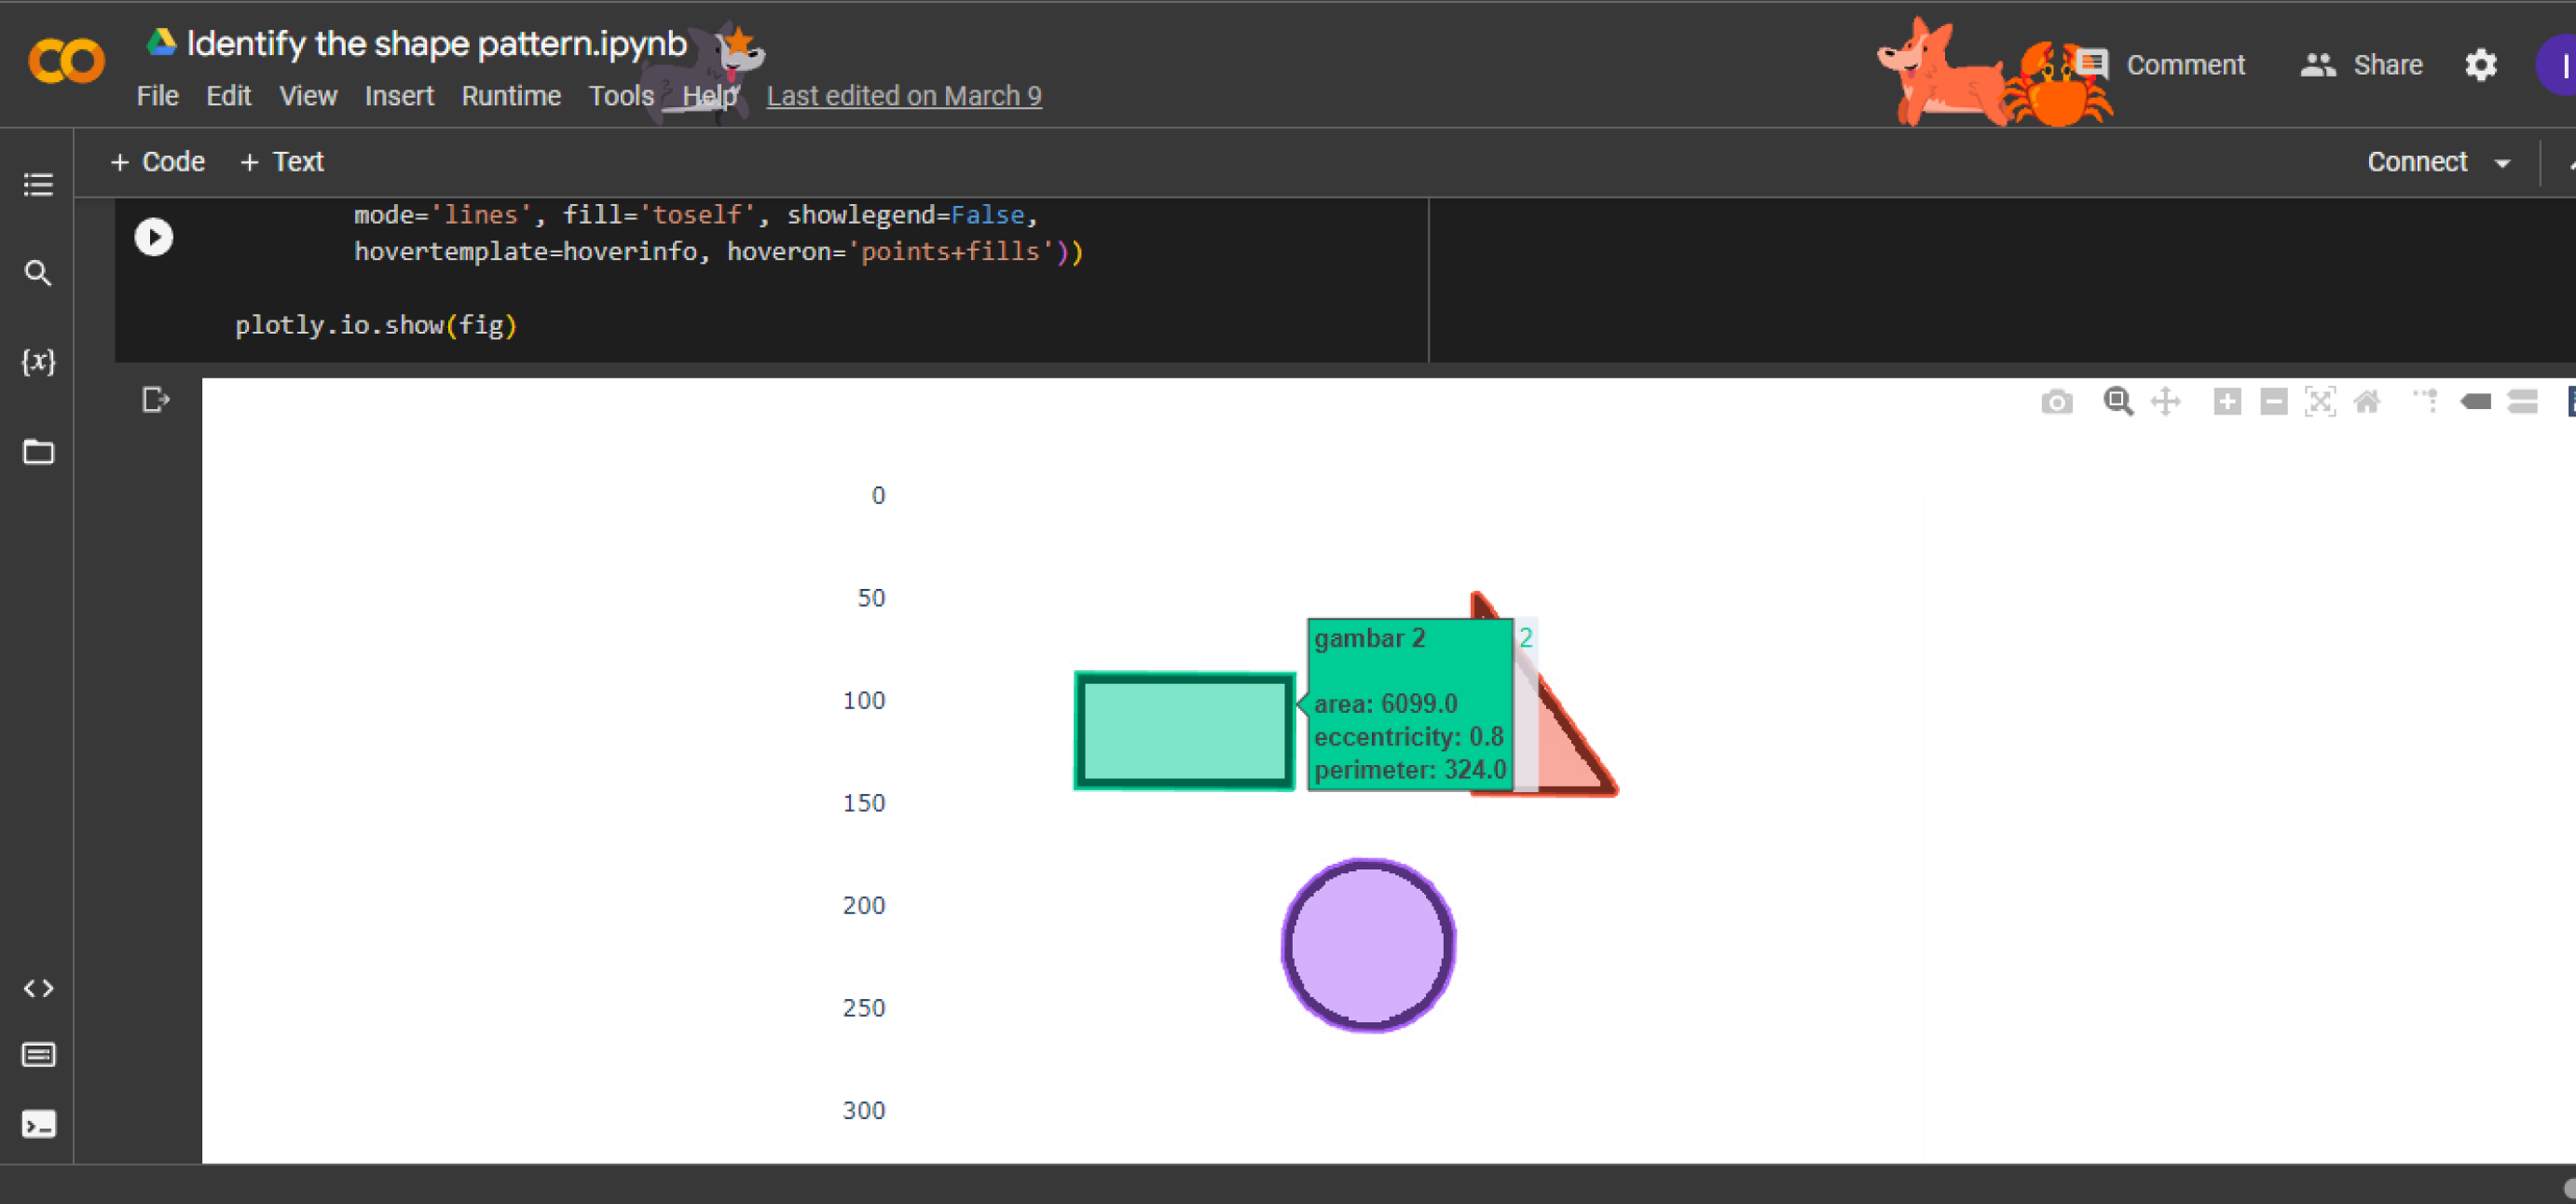 Identify the shape pattern.ipynb
File Edit View Insert Runtime Tools Help Last edited on March 9
Comment Share I
+ Code + Text
Connect
mode='lines', fill='toself', showlegend=False,
hovertemplate=hoverinfo, hoveron='points+fills'))
plotly.io.show(fig)
{x}
0
50
100
150
200
250
300
gambar 2
area: 6099.0
eccentricity: 0.8
perimeter: 324.0
2